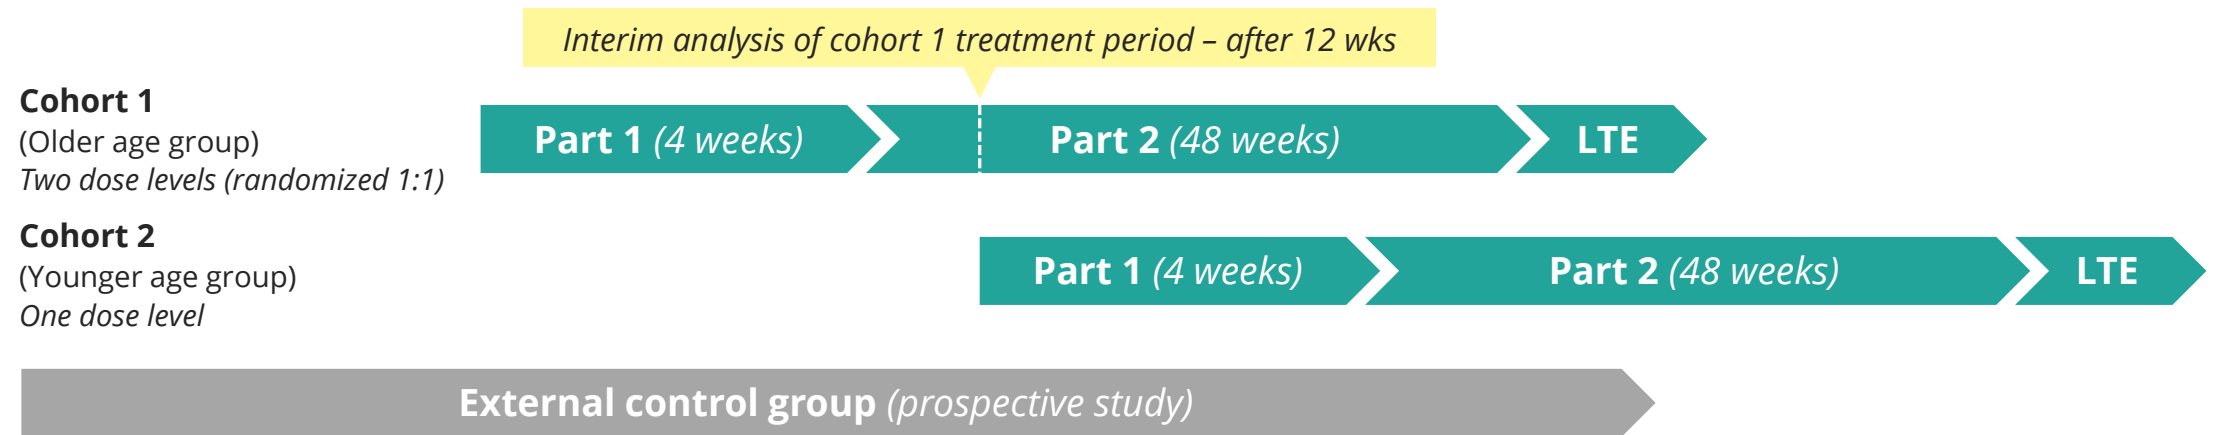 Interim analysis of cohort 1 treatment period – after 12 wks
Cohort 1
(Older age group)
Two dose levels (randomized 1:1)
Part 1 (4 weeks)
Part 2 (48 weeks)
LTE
Cohort 2
(Younger age group)
One dose level
Part 1 (4 weeks)
Part 2 (48 weeks)
LTE
External control group (prospective study)